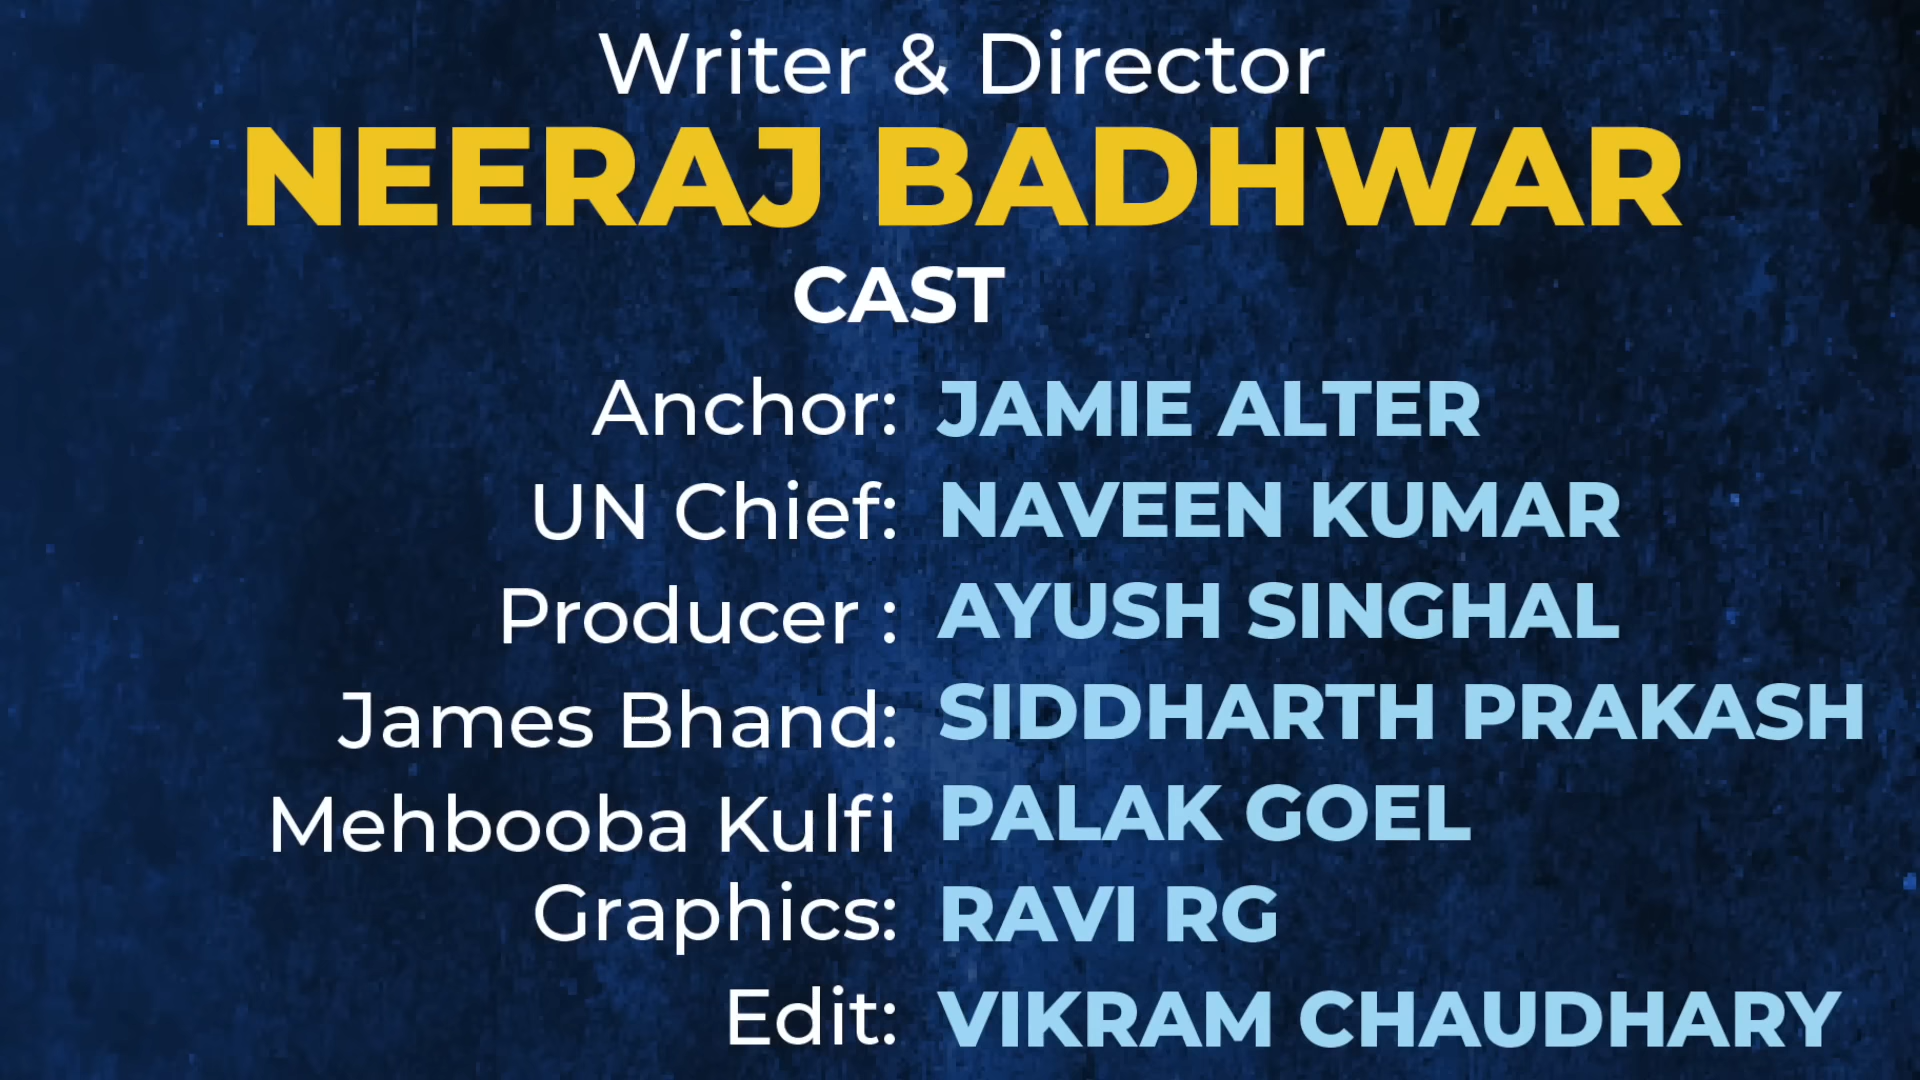 Writer & Director
NEERAJ BADHWAR
CAST
Anchor: JAMIE ALTER
UN Chief: NAVEEN KUMAR
Producer : AYUSH SINGHAL
James Bhand: SIDDHARTH PRAKASH
Mehbooba Kulfi PALAK GOEL
Graphics: RAVI RG
Edit: VIKRAM CHAUDHARY